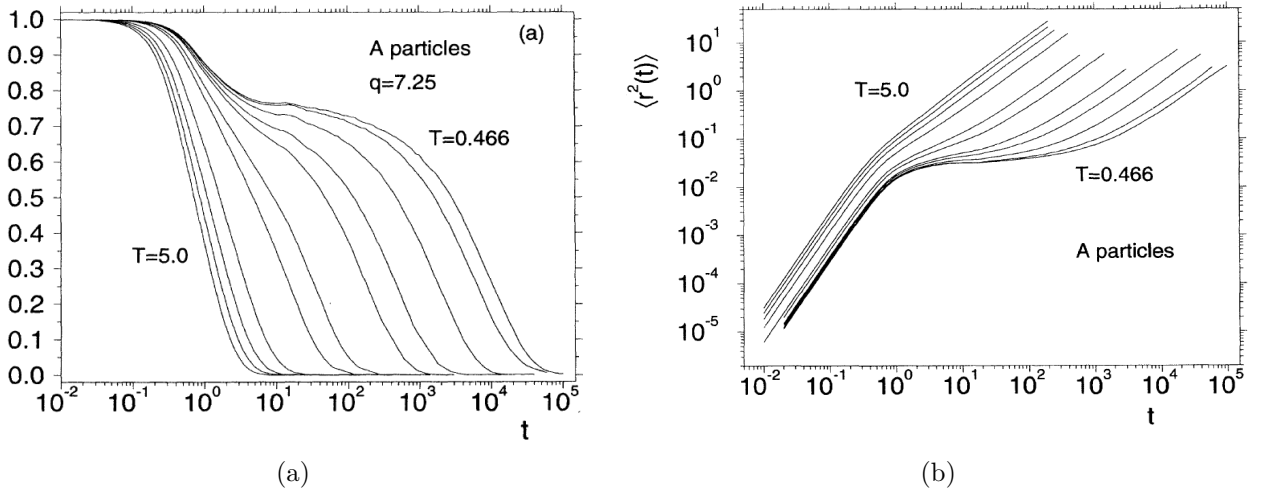 1.0
0.9
0.8
0.7
0.6
0.5
0.4
0.3
0.2
0.1
0.0
(a)
A particles
q=7.25
T=0.466
T=5.0
10^-2 10^-1 10^0 10^1 10^2 10^3 10^4 10^5
t
(a)
⟨r^2(t)⟩
10^1
10^0
10^-1
10^-2
10^-3
10^-4
10^-5
T=5.0
T=0.466
A particles
10^-2 10^-1 10^0 10^1 10^2 10^3 10^4 10^5
t
(b)